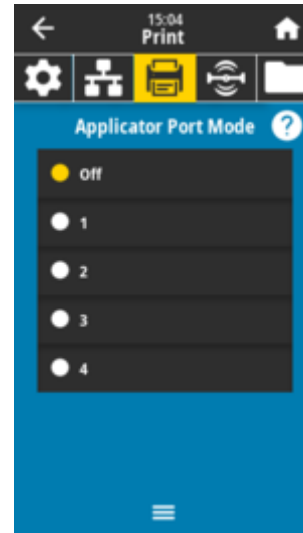 15:04
Print
Applicator Port Mode ?
Off
1
2
3
4